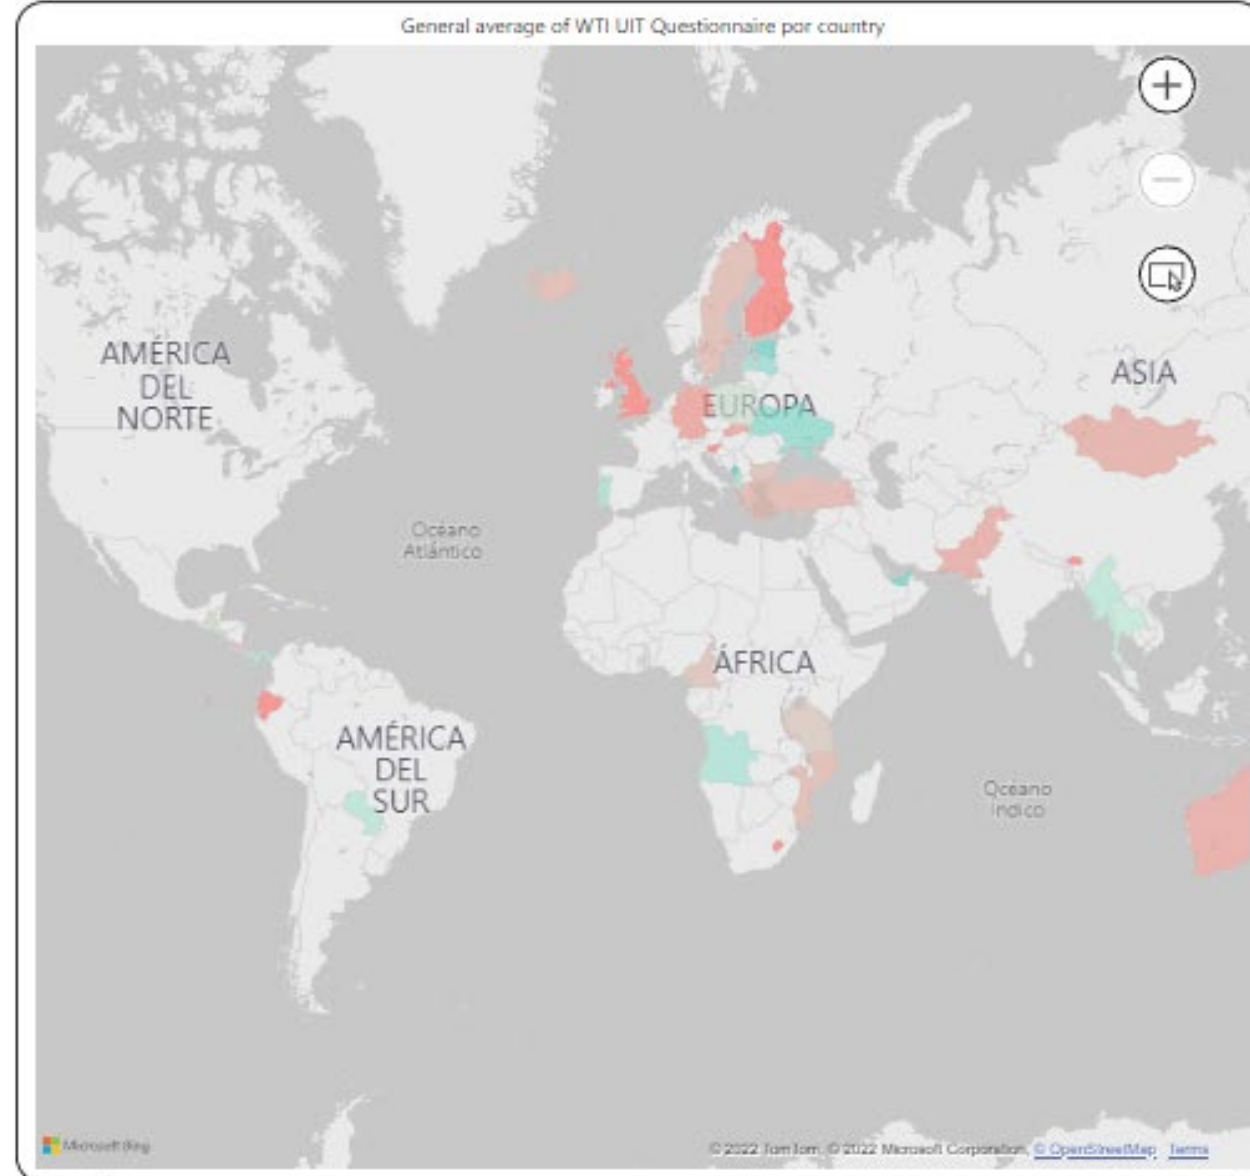 General average of WTI UIT Questionnaire por country
AMÉRICA
DEL
NORTE
EUROPA
ASIA
Océano
Atlántico
ÁFRICA
AMÉRICA
DEL
SUR
Océano
Índico
Microsoft Bing
© 2022 TomTom, © 2022 Microsoft Corporation, © OpenStreetMap Terms